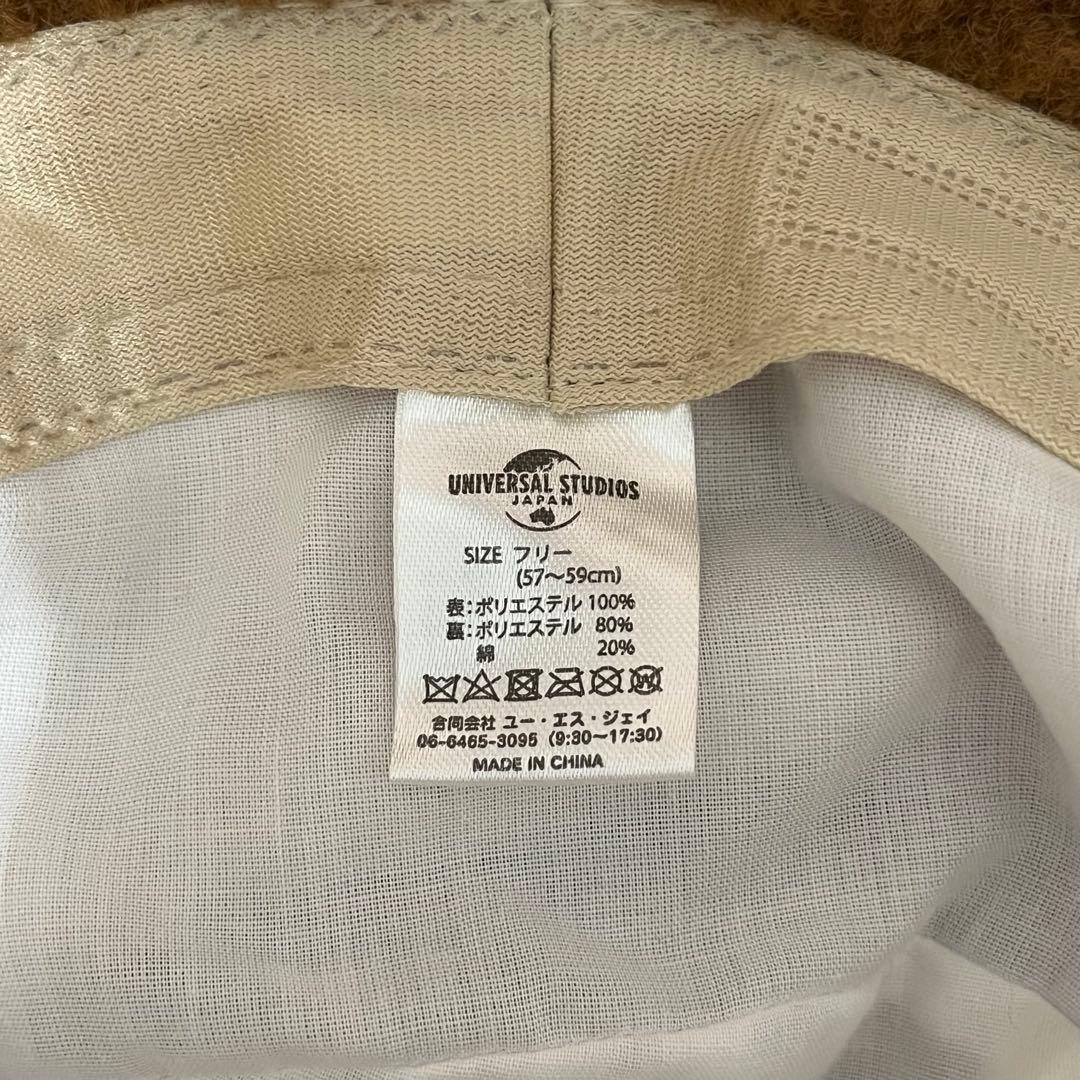 UNIVERSAL STUDIOS
JAPAN
SIZE フリー
(57～59cm)
表:ポリエステル 100%
裏:ポリエステル 80%
綿 20%
W
合同会社 ユー・エス・ジェイ
06-6465-3095 (9:30～17:30)
MADE IN CHINA